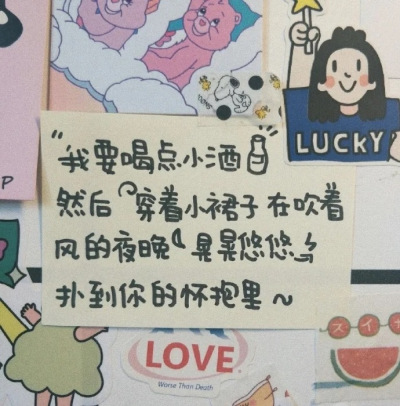 LUCKY
“我要喝点小酒
然后 穿着小裙子 在吹着
风的夜晚 晃晃悠悠
扑到你的怀抱里~
P
LOVE
Worse Than Death
スイ